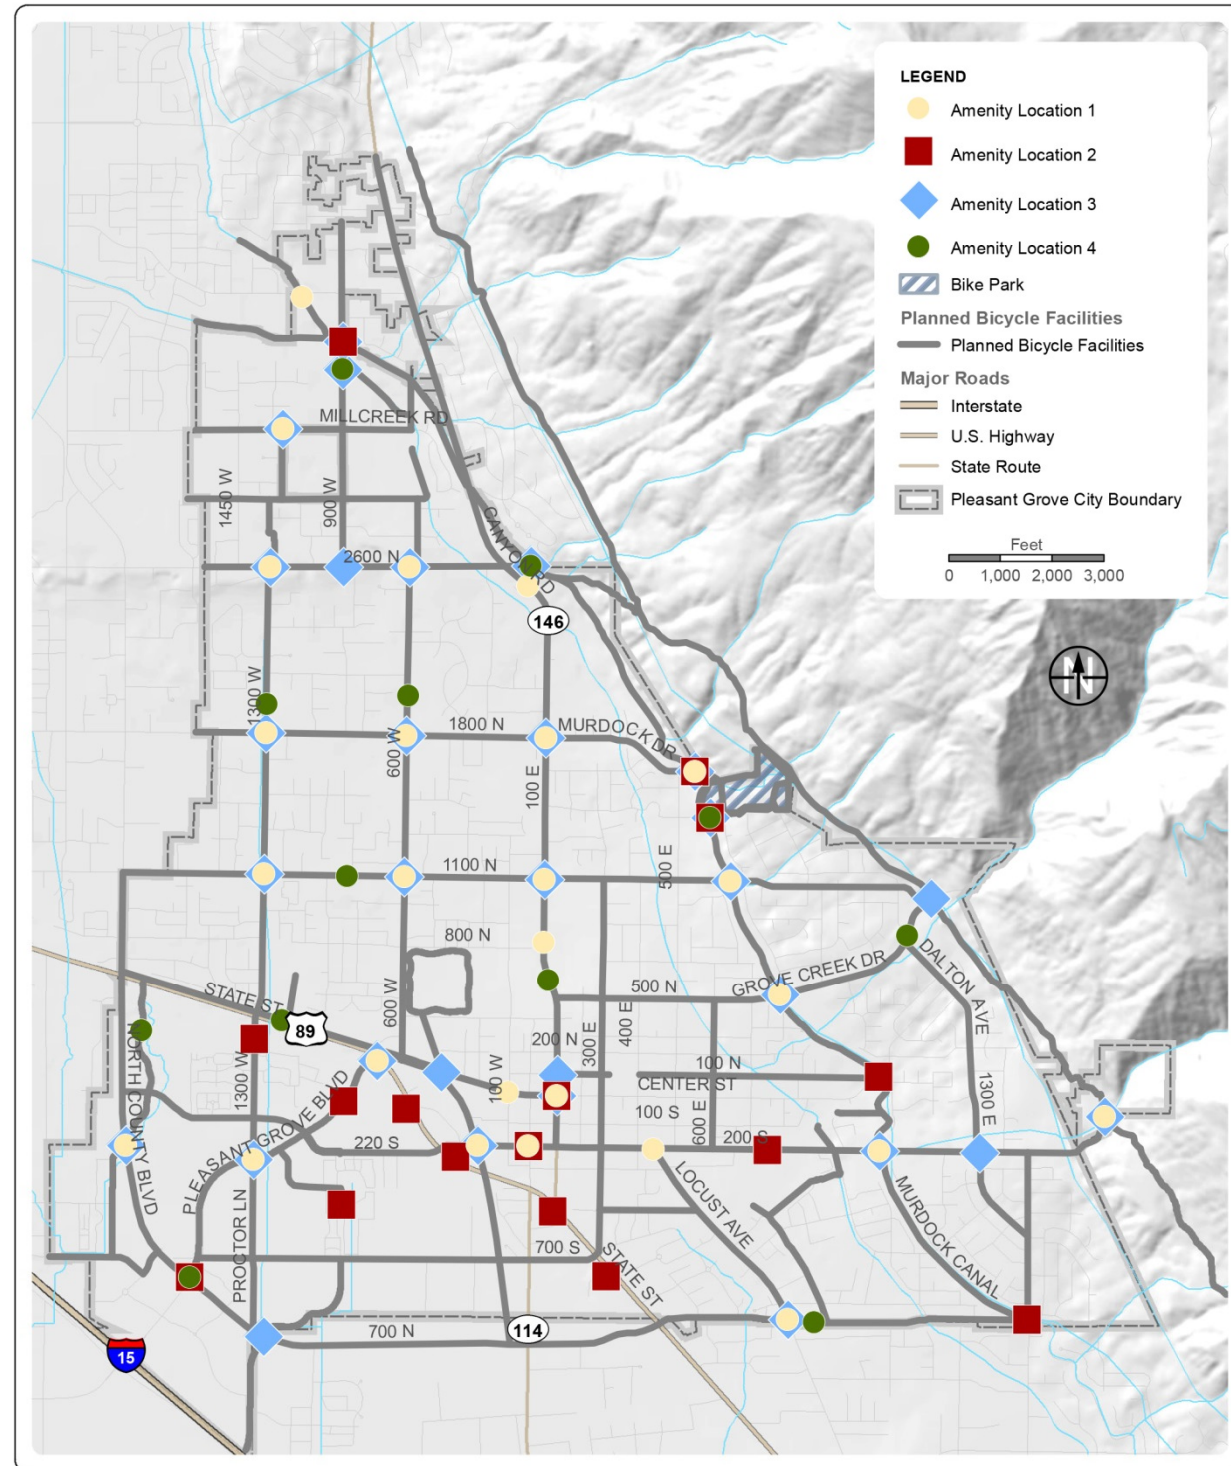 LEGEND
Amenity Location 1
Amenity Location 2
Amenity Location 3
Amenity Location 4
Bike Park
Planned Bicycle Facilities
Planned Bicycle Facilities
Major Roads
Interstate
U.S. Highway
State Route
Pleasant Grove City Boundary
Feet
0 1,000 2,000 3,000
N
MILLCREEK RD
1450 W
900 W
CANYON RD
2600 N
146
1300 W
600 W
1800 N
MURDOCK DR
100 E
1100 N
500 E
800 N
GROVE CREEK DR
DALTON AVE
500 N
STATE ST
89
600 W
200 N
300 E
400 E
100 N
CENTER ST
100 W
100 S
600 E
1300 E
NORTH COUNTY BLVD
1300 W
PLEASANT GROVE BLVD
220 S
200 S
LOCUST AVE
MURDOCK CANAL
PROCTOR LN
700 S
STATE ST
700 N
114
15